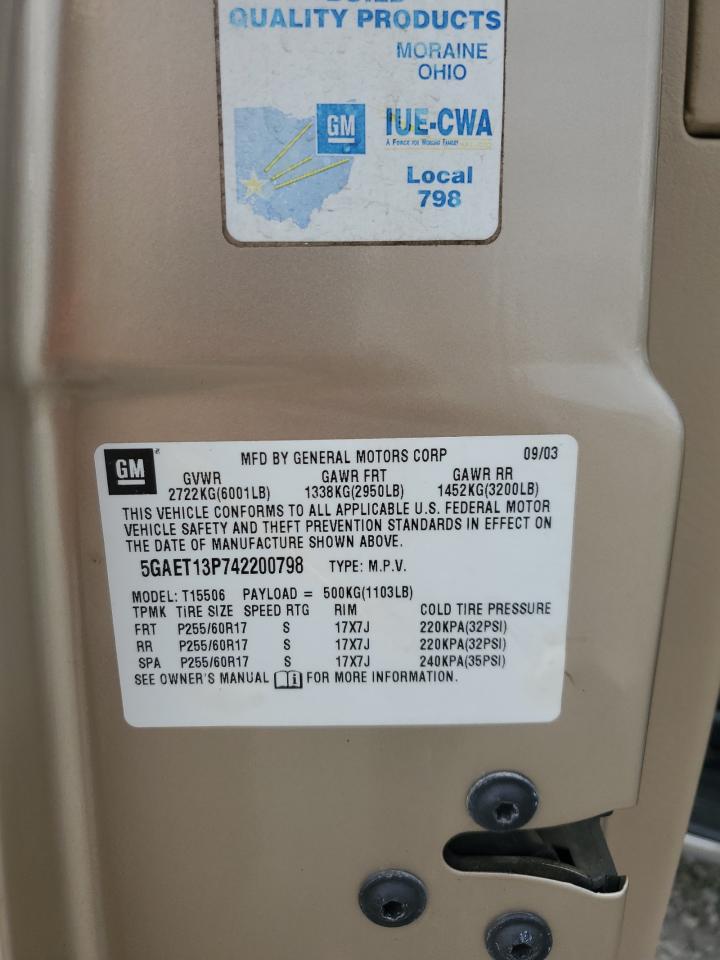 QUALITY PRODUCTS
MORAINE
OHIO
GM
IUE-CWA
A FORCE FOR WORKING FAMILIES
Local
798
GM
MFD BY GENERAL MOTORS CORP 09/03
GVWR GAWR FRT GAWR RR
2722KG(6001LB) 1338KG(2950LB) 1452KG(3200LB)
THIS VEHICLE CONFORMS TO ALL APPLICABLE U.S. FEDERAL MOTOR
VEHICLE SAFETY AND THEFT PREVENTION STANDARDS IN EFFECT ON
THE DATE OF MANUFACTURE SHOWN ABOVE.
5GAET13P742200798 TYPE: M.P.V.
MODEL: T15506 PAYLOAD = 500KG(1103LB)
TPMK TIRE SIZE SPEED RTG RIM COLD TIRE PRESSURE
FRT P255/60R17 S 17X7J 220KPA(32PSI)
RR P255/60R17 S 17X7J 220KPA(32PSI)
SPA P255/60R17 S 17X7J 240KPA(35PSI)
SEE OWNER'S MANUAL FOR MORE INFORMATION.